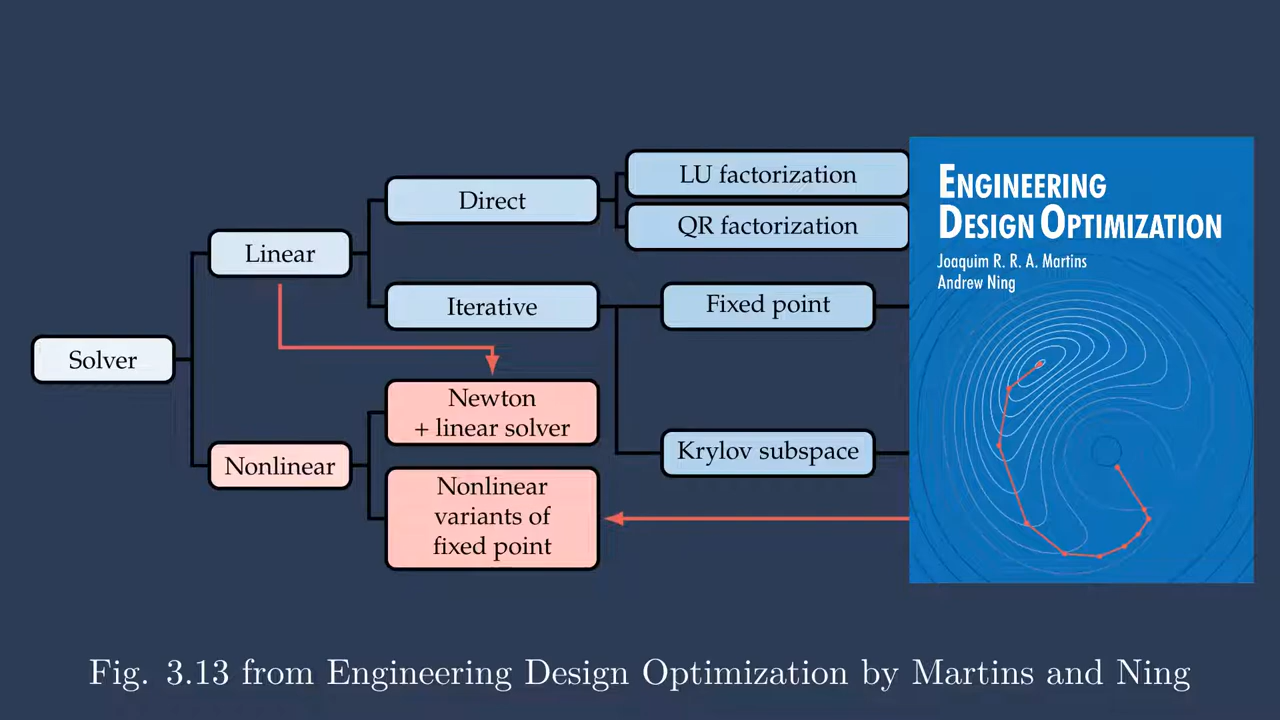 Solver
Linear
Nonlinear
Direct
Iterative
Newton
+ linear solver
Nonlinear
variants of
fixed point
LU factorization
QR factorization
Fixed point
Krylov subspace
ENGINEERING
DESIGN OPTIMIZATION
Joaquim R. R. A. Martins
Andrew Ning
Fig. 3.13 from Engineering Design Optimization by Martins and Ning